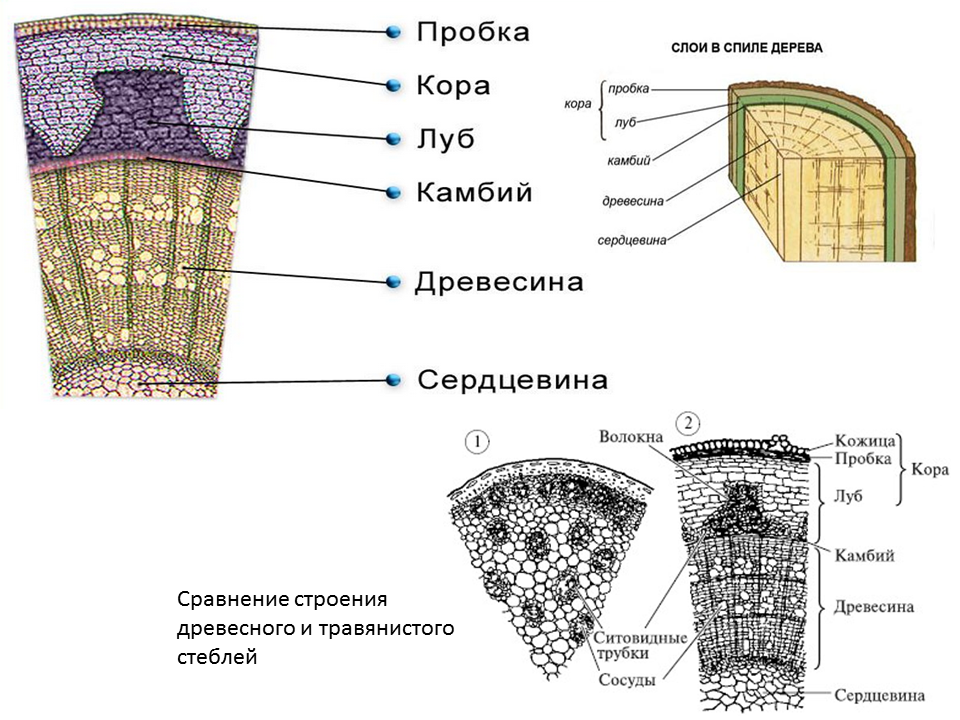 Пробка
Кора
Луб
Камбий
Древесина
Сердцевина
СЛОИ В СПИЛЕ ДЕРЕВА
кора
пробка
луб
камбий
древесина
сердцевина
1
Волокна
2
Кожица
Пробка
Кора
Луб
Камбий
Древесина
Ситовидные
трубки
Сосуды
Сердцевина
Сравнение строения
древесного и травянистого
стеблей